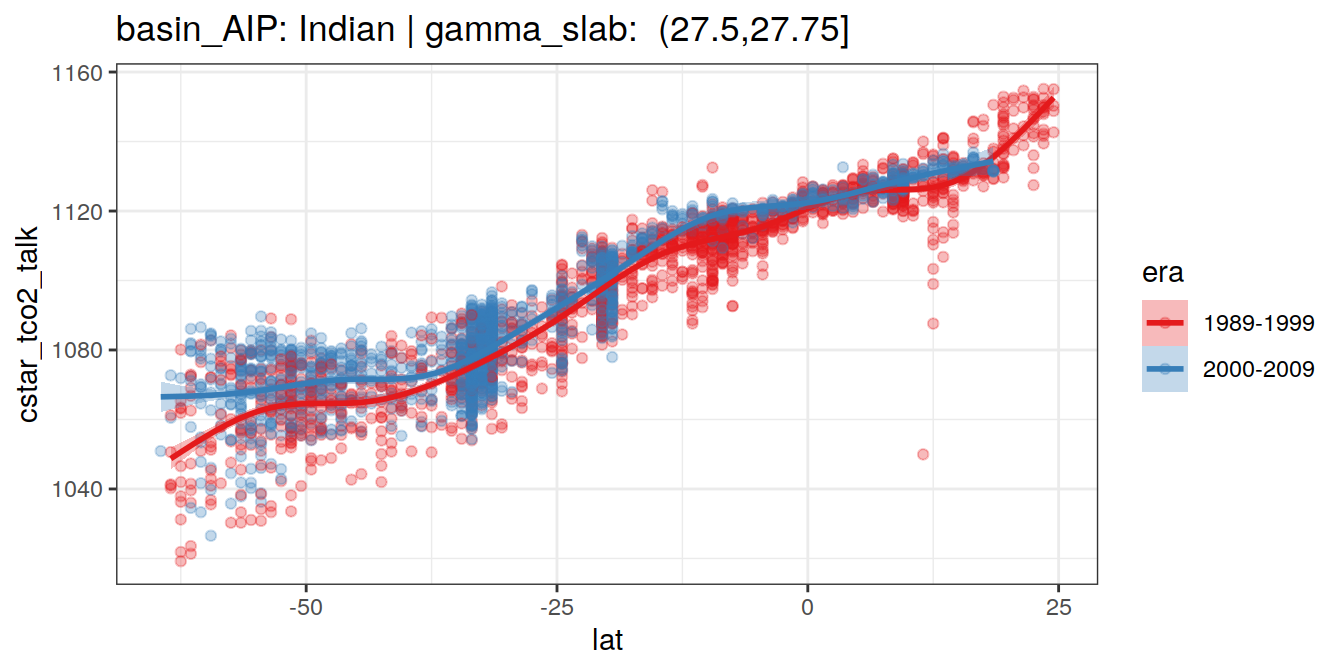 basin_AIP: Indian | gamma_slab:  (27.5,27.75]
1160
1120
1080
1040
cstar_tco2_talk
-50
-25
0
25
lat
era
1989-1999
2000-2009